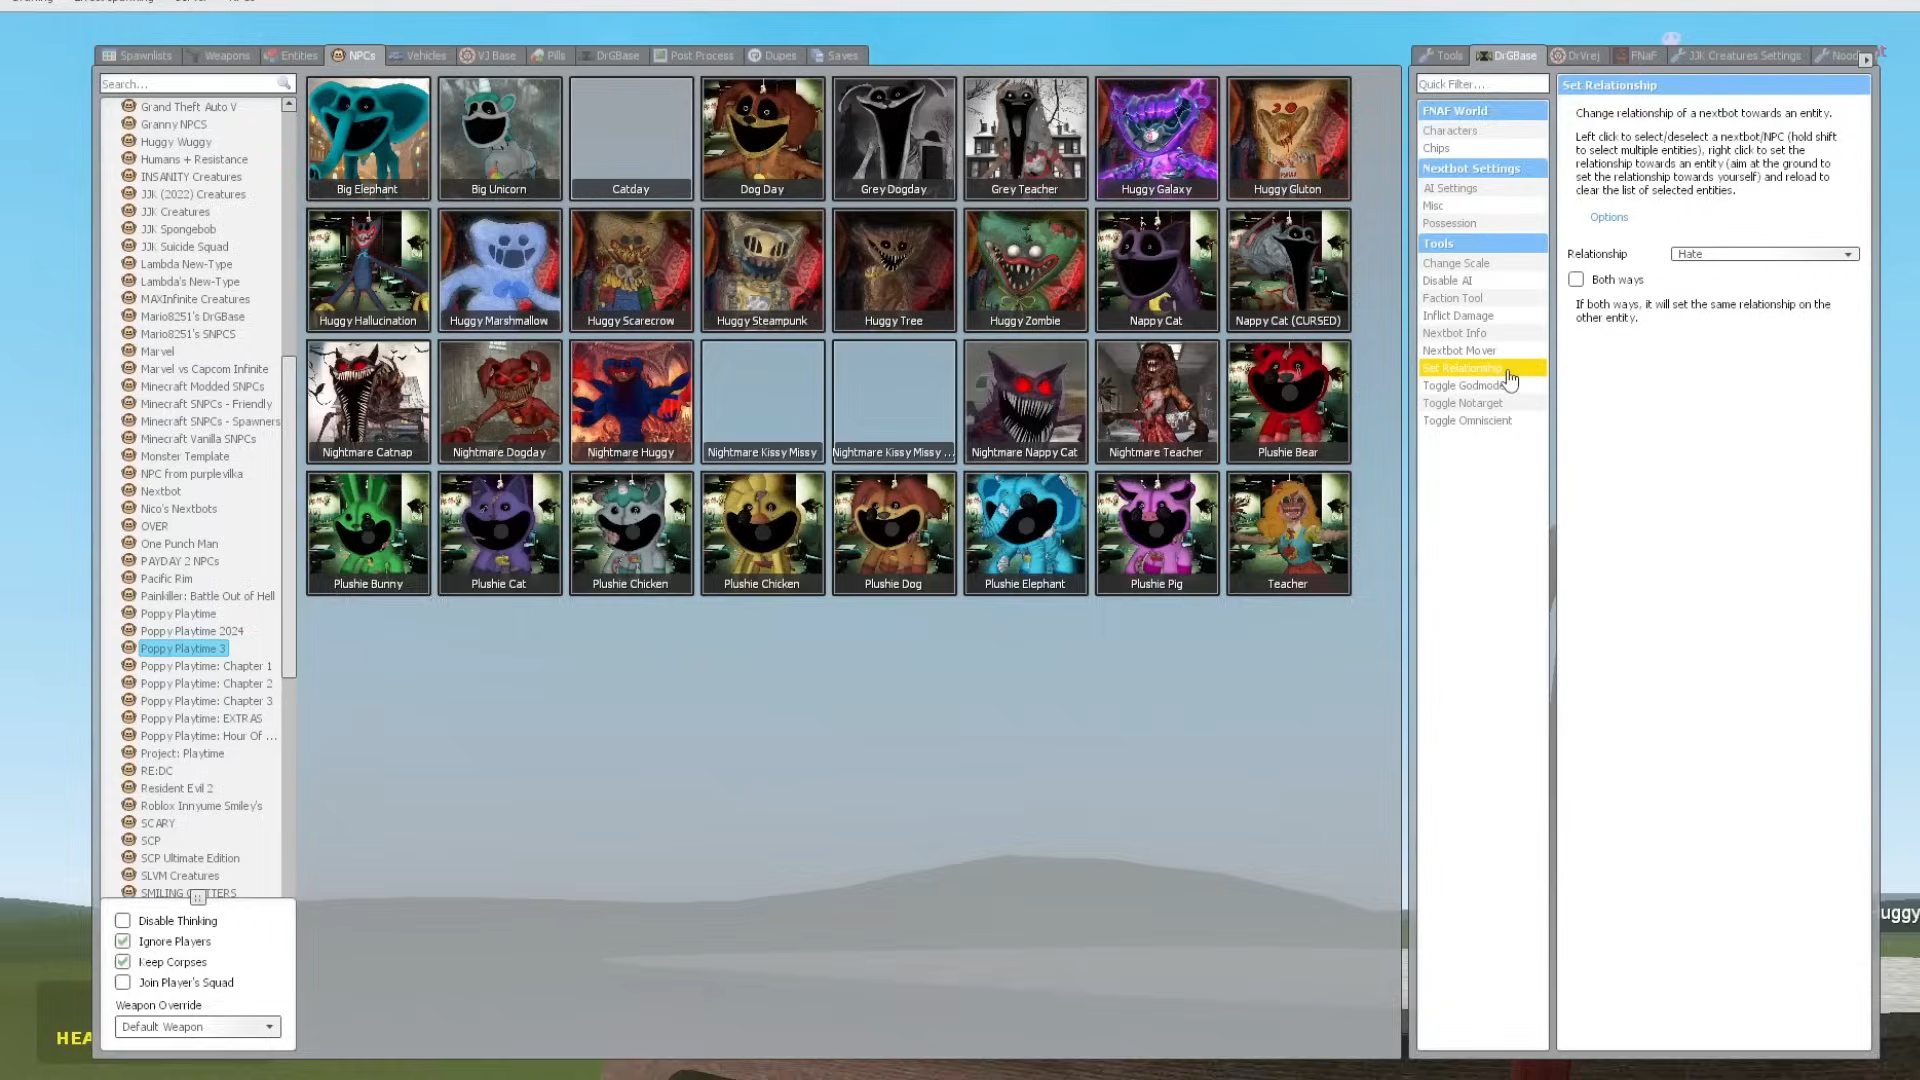 Spawnlists
Weapons
Entities
NPCs
Vehicles
VJ Base
Pills
DrGBase
Post Process
Dupes
Saves
Search...
Grand Theft Auto V
Granny NPCS
Huggy Wuggy
Humans + Resistance
INSANITY Creatures
JJK (2022) Creatures
JJK Creatures
JJK Spongebob
JJK Suicide Squad
Lambda New-Type
Lambda's New-Type
MAXInfinite Creatures
Mario8251's DrGBase
Mario8251's SNPCS
Marvel
Marvel vs Capcom Infinite
Minecraft Modded SNPCs
Minecraft SNPCs - Friendly
Minecraft SNPCs - Spawners
Minecraft Vanilla SNPCs
Monster Template
NPC from purplevilka
Nextbot
Nico's Nextbots
OVER
One Punch Man
PAYDAY 2 NPCs
Pacific Rim
Painkiller: Battle Out of Hell
Poppy Playtime
Poppy Playtime 2024
Poppy Playtime 3
Poppy Playtime: Chapter 1
Poppy Playtime: Chapter 2
Poppy Playtime: Chapter 3
Poppy Playtime: EXTRAS
Poppy Playtime: Hour Of ...
Project: Playtime
RE:DC
Resident Evil 2
Roblox Innyume Smiley's
SCARY
SCP
SCP Ultimate Edition
SLVM Creatures
Disable Thinking
Ignore Players
Keep Corpses
Join Player's Squad
Weapon Override
Default Weapon
HEA
Big Elephant
Big Unicorn
Catday
Dog Day
Grey Dogday
Grey Teacher
Huggy Galaxy
Huggy Gluton
Huggy Hallucination
Huggy Marshmallow
Huggy Scarecrow
Huggy Steampunk
Huggy Tree
Huggy Zombie
Nappy Cat
Nappy Cat (CURSED)
Nightmare Catnap
Nightmare Dogday
Nightmare Huggy
Nightmare Kissy Missy
Nightmare Kissy Missy ...
Nightmare Nappy Cat
Nightmare Teacher
Plushie Bear
Plushie Bunny
Plushie Cat
Plushie Chicken
Plushie Chicken
Plushie Dog
Plushie Elephant
Plushie Pig
Teacher
Tools
DrGBase
DrVrej
FNaF
JJK Creatures Settings
Nood
Quick Filter...
FNAF World
Characters
Chips
Nextbot Settings
AI Settings
Misc
Possession
Tools
Change Scale
Disable AI
Faction Tool
Inflict Damage
Nextbot Info
Nextbot Mover
Set Relationship
Toggle Godmode
Toggle Notarget
Toggle Omniscient
Set Relationship
Change relationship of a nextbot towards an entity.
Left click to select/deselect a nextbot/NPC (hold shift
to select multiple entities), right click to set the
relationship towards an entity (aim at the ground to
set the relationship towards yourself) and reload to
clear the list of selected entities.
Options
Relationship
Hate
Both ways
If both ways, it will set the same relationship on the
other entity.
uggy